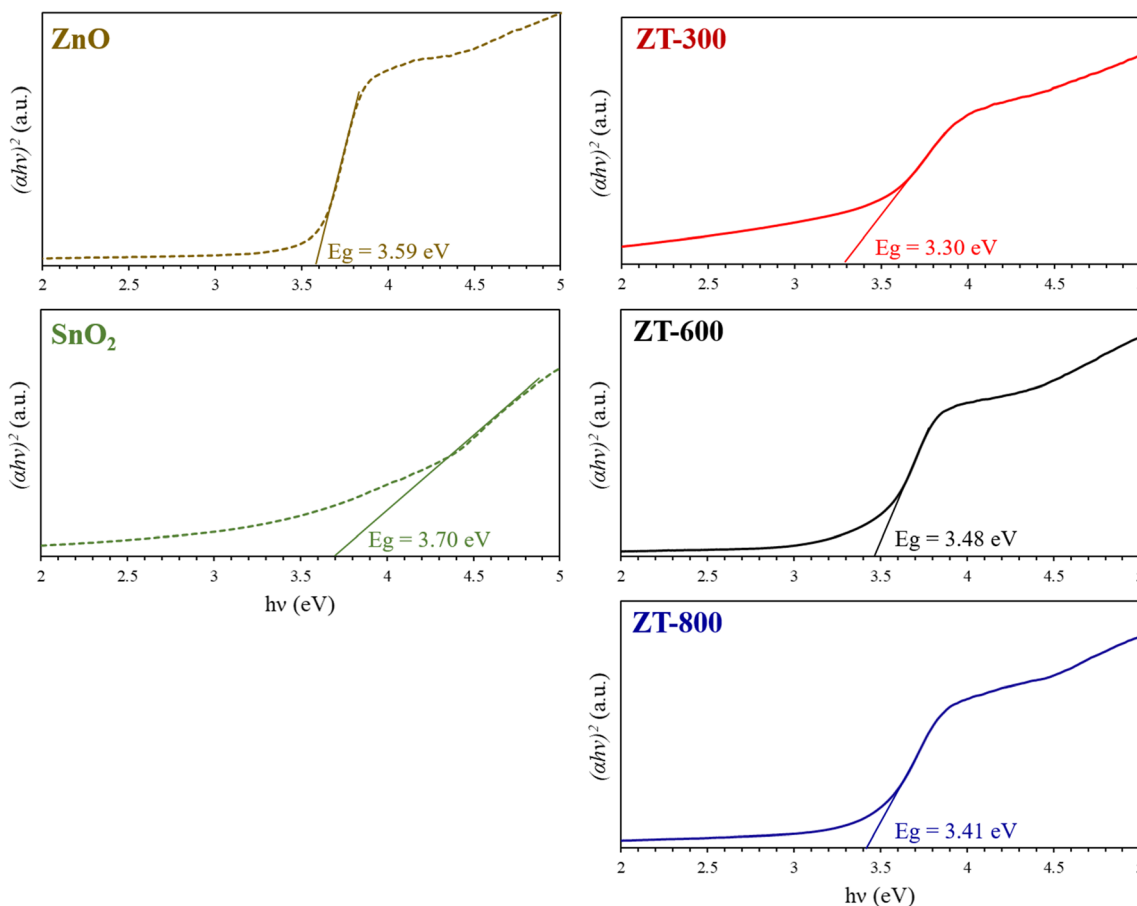 ZnO
(αhν)² (a.u.)
Eg = 3.59 eV
2 2.5 3 3.5 4 4.5 5
SnO₂
(αhν)² (a.u.)
Eg = 3.70 eV
2 2.5 3 3.5 4 4.5 5
hν (eV)
ZT-300
(αhν)² (a.u.)
Eg = 3.30 eV
2 2.5 3 3.5 4 4.5
ZT-600
(αhν)² (a.u.)
Eg = 3.48 eV
2 2.5 3 3.5 4 4.5
ZT-800
(αhν)² (a.u.)
Eg = 3.41 eV
2 2.5 3 3.5 4 4.5
hν (eV)